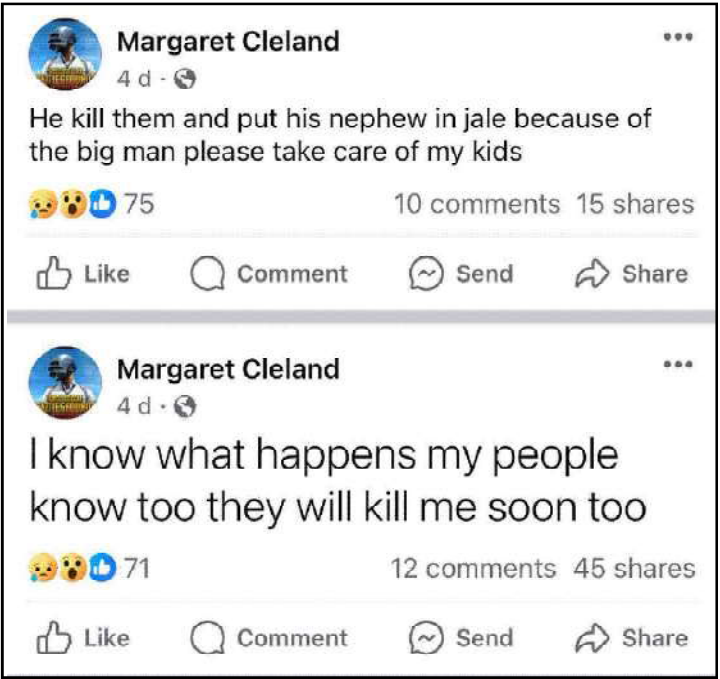 Margaret Cleland
4 d ·
He kill them and put his nephew in jale because of
the big man please take care of my kids
75 10 comments 15 shares
Like Comment Send Share
Margaret Cleland
4 d ·
I know what happens my people
know too they will kill me soon too
71 12 comments 45 shares
Like Comment Send Share